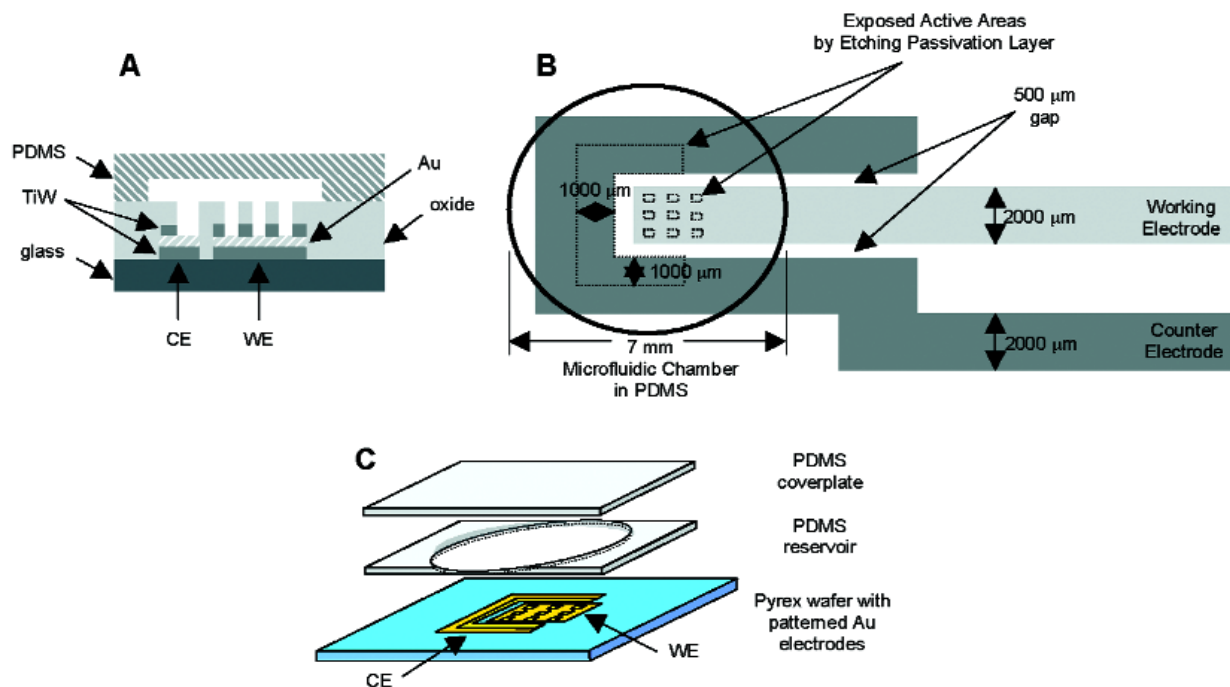 A
PDMS
TiW
glass
Au
oxide
CE
WE
Exposed Active Areas
by Etching Passivation Layer
B
500 µm
gap
1000 µm
1000 µm
2000 µm
Working
Electrode
7 mm
Microfluidic Chamber
in PDMS
2000 µm
Counter
Electrode
C
PDMS
coverplate
PDMS
reservoir
Pyrex wafer with
patterned Au
electrodes
WE
CE